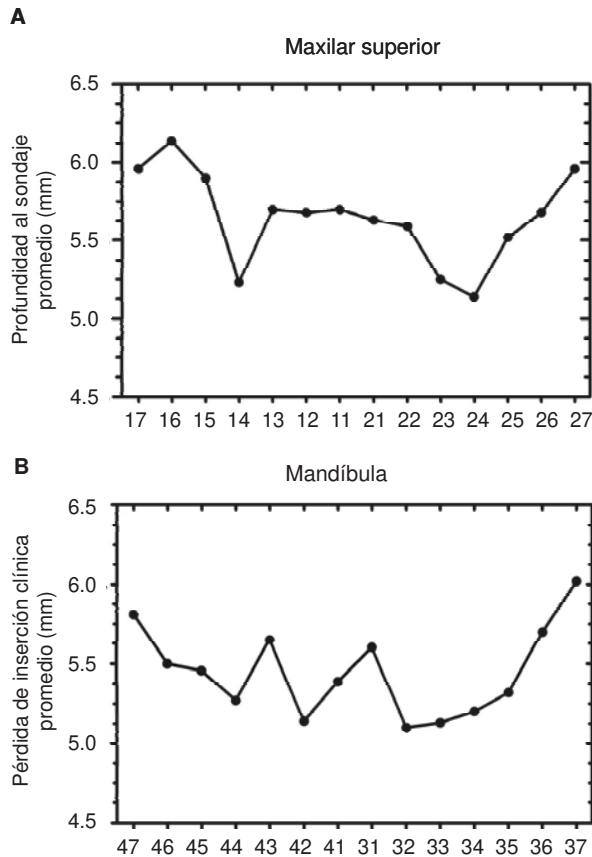 A
Maxilar superior
Profundidad al sondaje
promedio (mm)
6.5
6.0
5.5
5.0
4.5
17 16 15 14 13 12 11 21 22 23 24 25 26 27
B
Mandíbula
Pérdida de inserción clínica
promedio (mm)
6.5
6.0
5.5
5.0
4.5
47 46 45 44 43 42 41 31 32 33 34 35 36 37